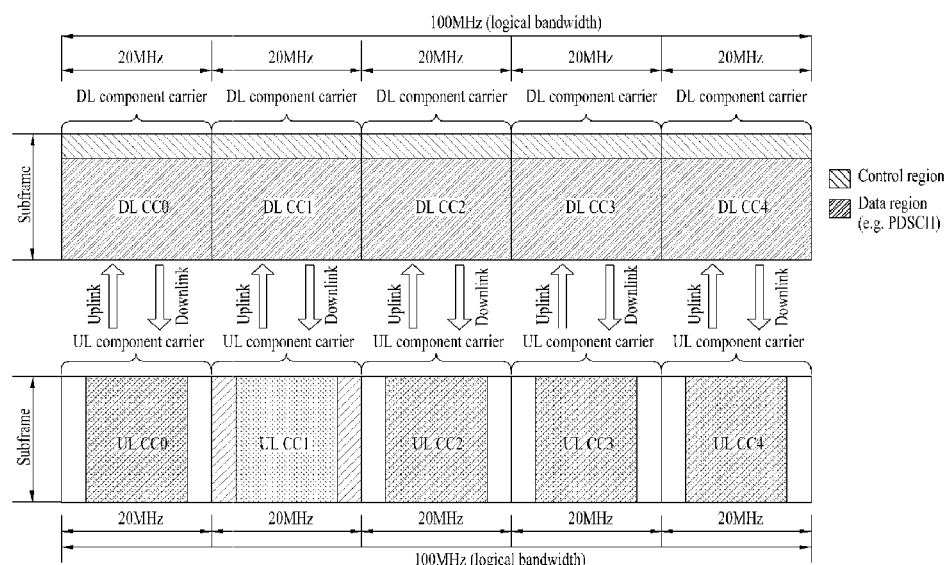 100MHz (logical bandwidth)
20MHz 20MHz 20MHz 20MHz 20MHz
DL component carrier DL component carrier DL component carrier DL component carrier DL component carrier
Subframe
DL CC0 DL CC1 DL CC2 DL CC3 DL CC4
Control region
Data region
(e.g. PDSCH)
Uplink Downlink Uplink Downlink Uplink Downlink Uplink Downlink Uplink Downlink
UL component carrier UL component carrier UL component carrier UL component carrier UL component carrier
Subframe
UL CC0 UL CC1 UL CC2 UL CC3 UL CC4
20MHz 20MHz 20MHz 20MHz 20MHz
100MHz (logical bandwidth)